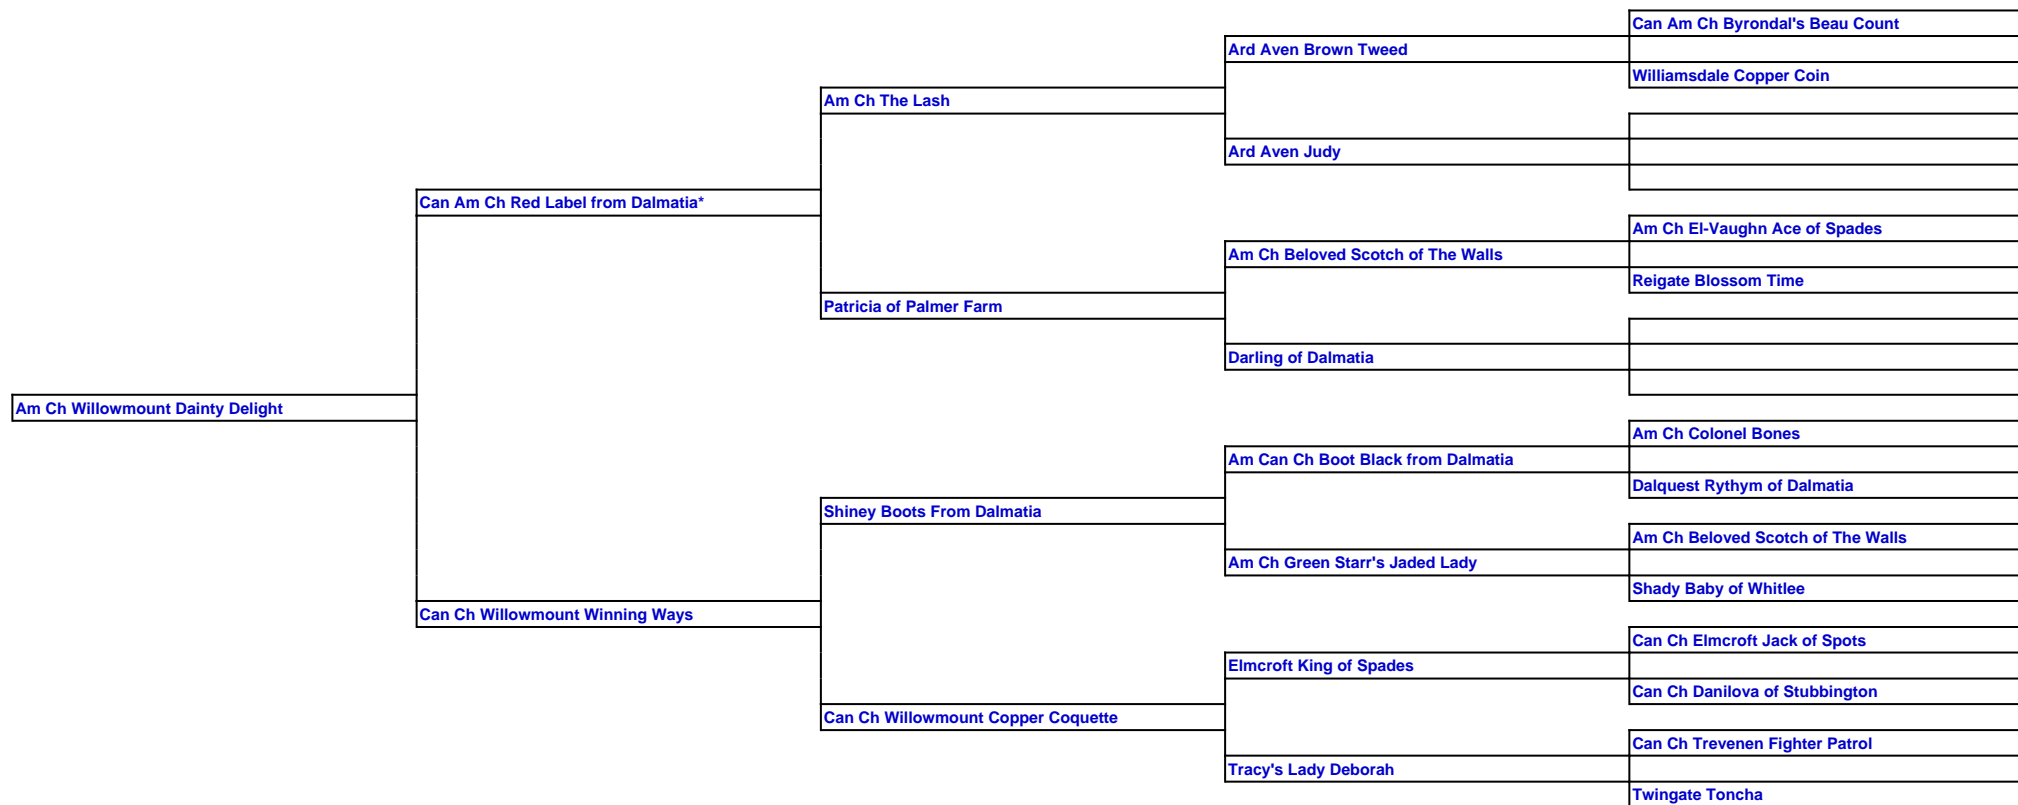 Can Am Ch Byrondal's Beau Count
Ard Aven Brown Tweed
Williamsdale Copper Coin
Am Ch The Lash
Ard Aven Judy
Can Am Ch Red Label from Dalmatia*
Am Ch El-Vaughn Ace of Spades
Am Ch Beloved Scotch of The Walls
Reigate Blossom Time
Patricia of Palmer Farm
Darling of Dalmatia
Am Ch Willowmount Dainty Delight
Am Ch Colonel Bones
Am Can Ch Boot Black from Dalmatia
Dalquest Rythym of Dalmatia
Shiney Boots From Dalmatia
Am Ch Beloved Scotch of The Walls
Am Ch Green Starr's Jaded Lady
Shady Baby of Whitlee
Can Ch Willowmount Winning Ways
Can Ch Elmcroft Jack of Spots
Elmcroft King of Spades
Can Ch Danilova of Stubbington
Can Ch Willowmount Copper Coquette
Can Ch Trevenen Fighter Patrol
Tracy's Lady Deborah
Twingate Toncha